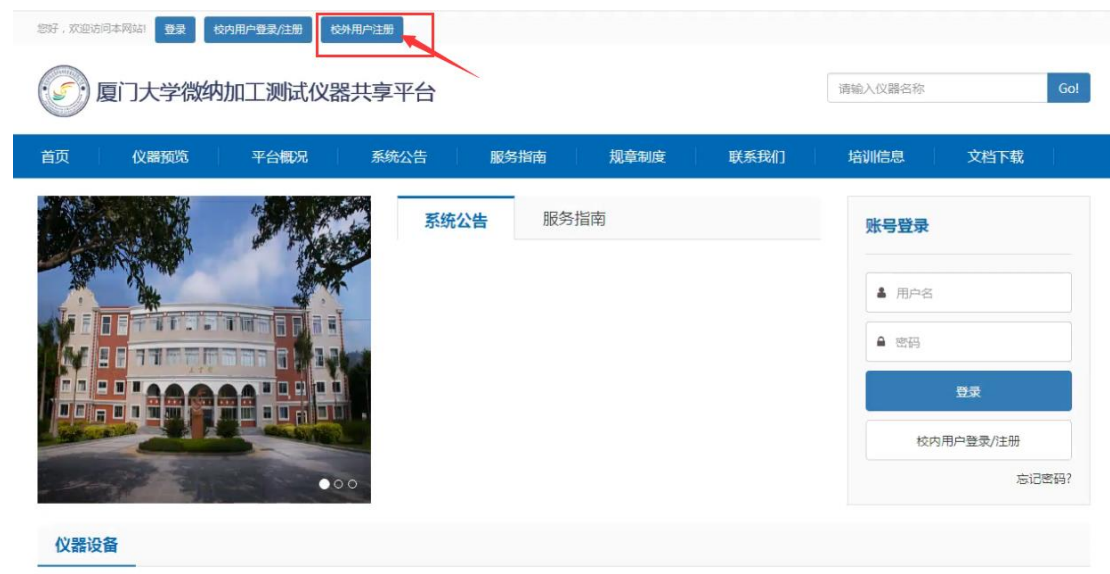 您好，欢迎访问本网站! 登录 校内用户登录/注册 校外用户注册
厦门大学微纳加工测试仪器共享平台 请输入仪器名称 Go!
首页 仪器预览 平台概况 系统公告 服务指南 规章制度 联系我们 培训信息 文档下载
系统公告 服务指南
账号登录
用户名
密码
登录
校内用户登录/注册
忘记密码?
仪器设备